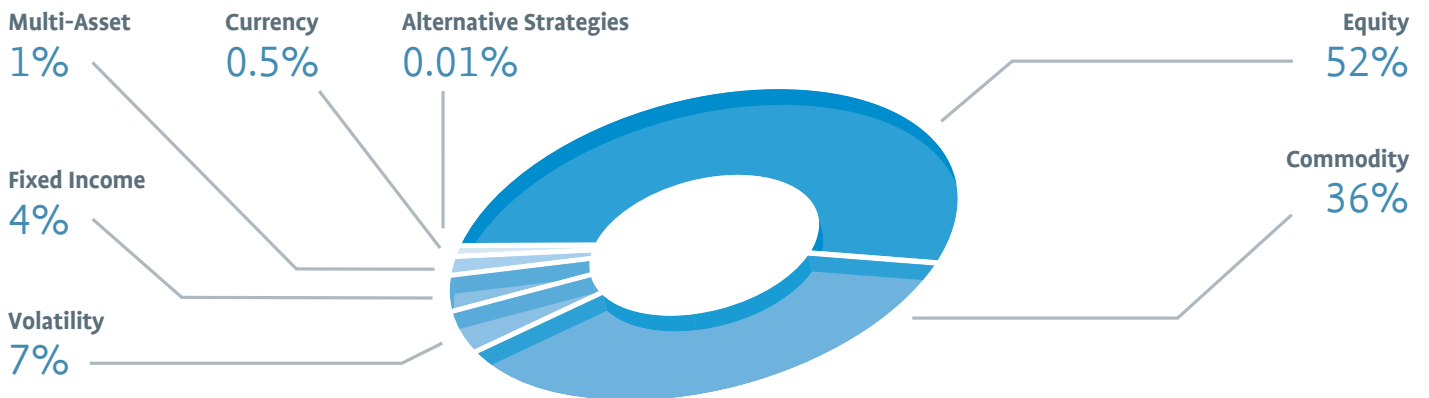 Multi-Asset
1%
Currency
0.5%
Alternative Strategies
0.01%
Equity
52%
Fixed Income
4%
Commodity
36%
Volatility
7%